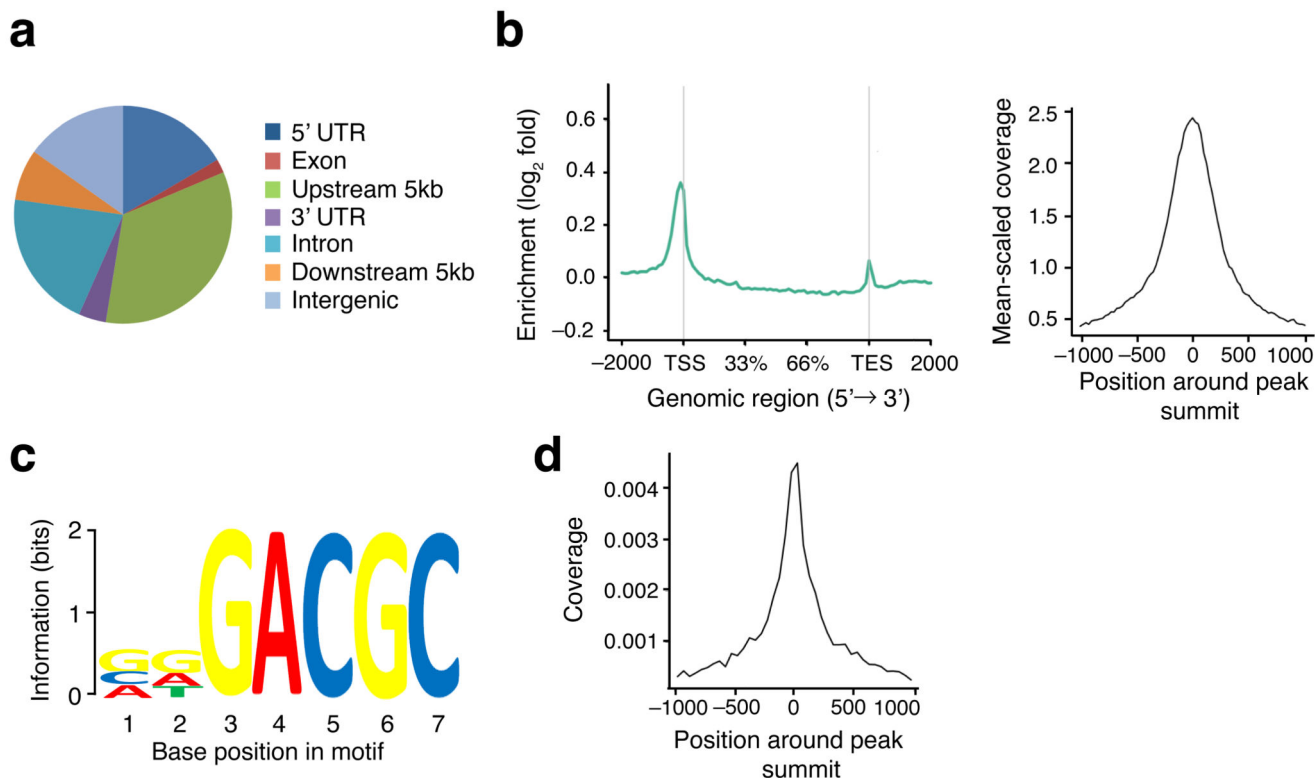 a
5’ UTR
Exon
Upstream 5kb
3’ UTR
Intron
Downstream 5kb
Intergenic
b
Enrichment (log2 fold)
0.6
0.4
0.2
0.0
–0.2
–2000 TSS 33% 66% TES 2000
Genomic region (5’→ 3’)
Mean-scaled coverage
2.5
2.0
1.5
1.0
0.5
–1000 –500 0 500 1000
Position around peak
summit
c
Information (bits)
2
1
0
G G G A C G C
C A
A T
1 2 3 4 5 6 7
Base position in motif
d
Coverage
0.004
0.003
0.002
0.001
–1000 –500 0 500 1000
Position around peak
summit